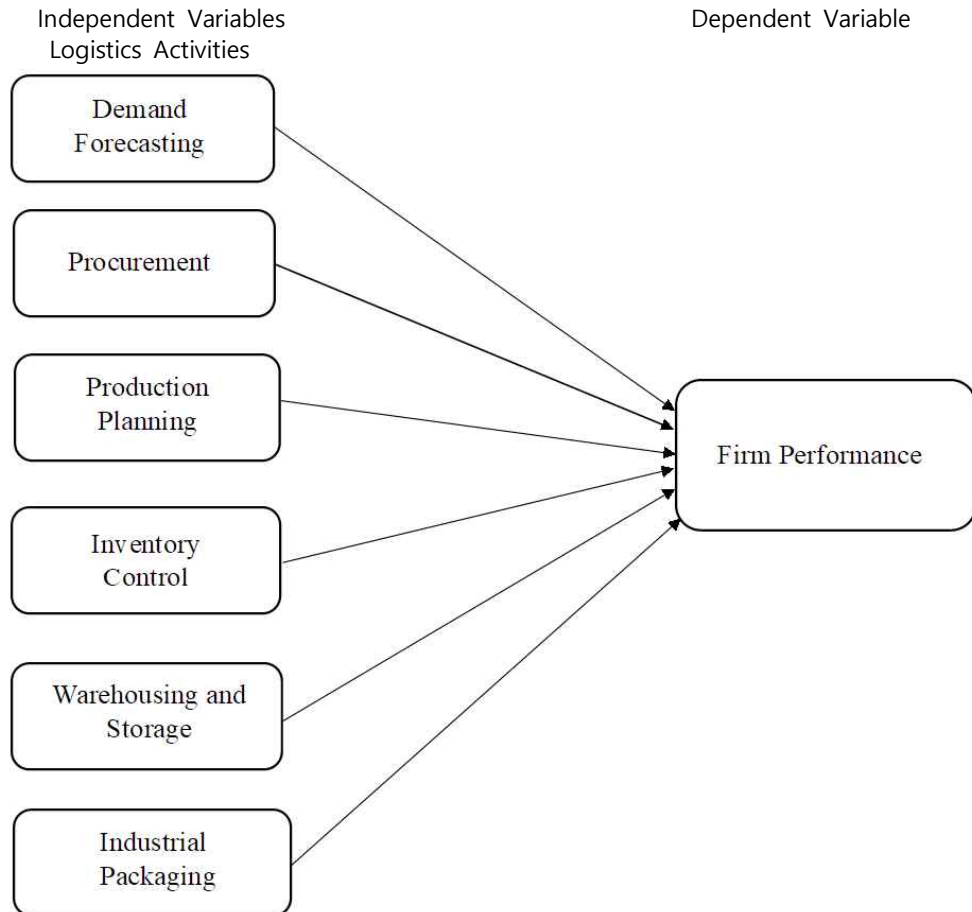 Independent Variables
Logistics Activities
Dependent Variable
Demand
Forecasting
Procurement
Production
Planning
Inventory
Control
Warehousing and
Storage
Industrial
Packaging
Firm Performance